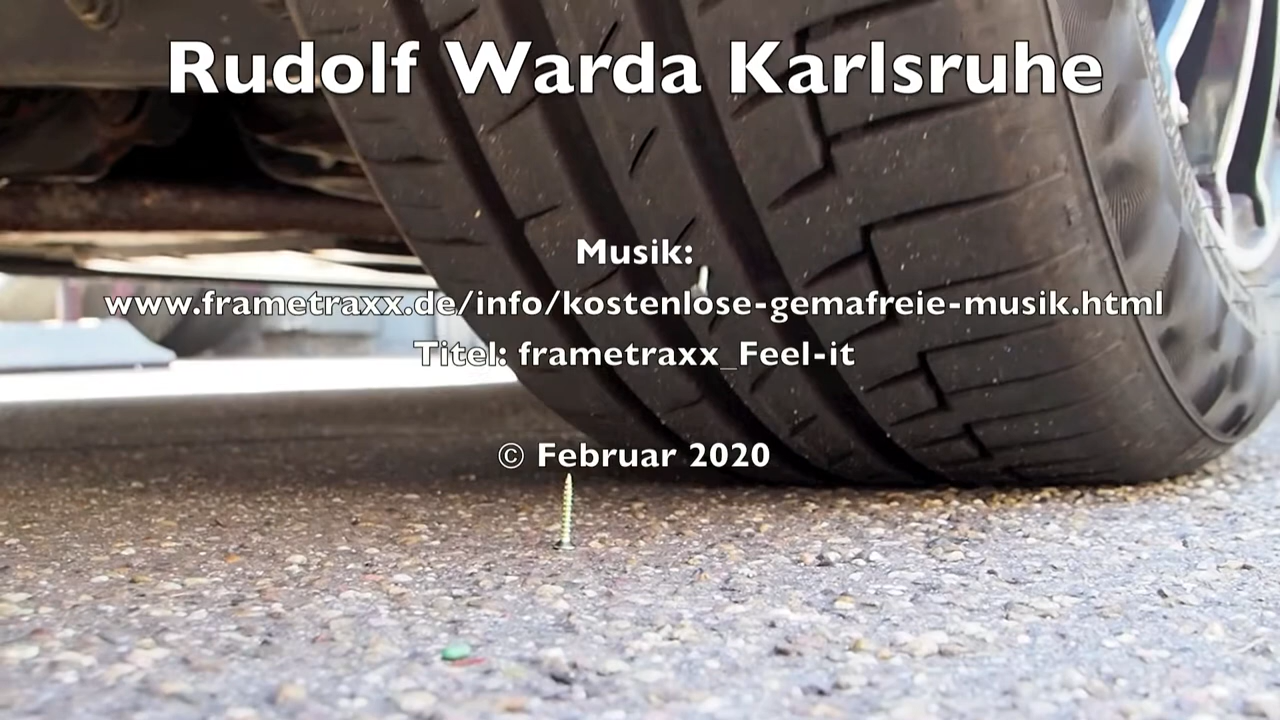 Rudolf Warda Karlsruhe
Musik:
www.frametraxx.de/info/kostenlose-gemafreie-musik.html
Titel: frametraxx_Feel-it
© Februar 2020